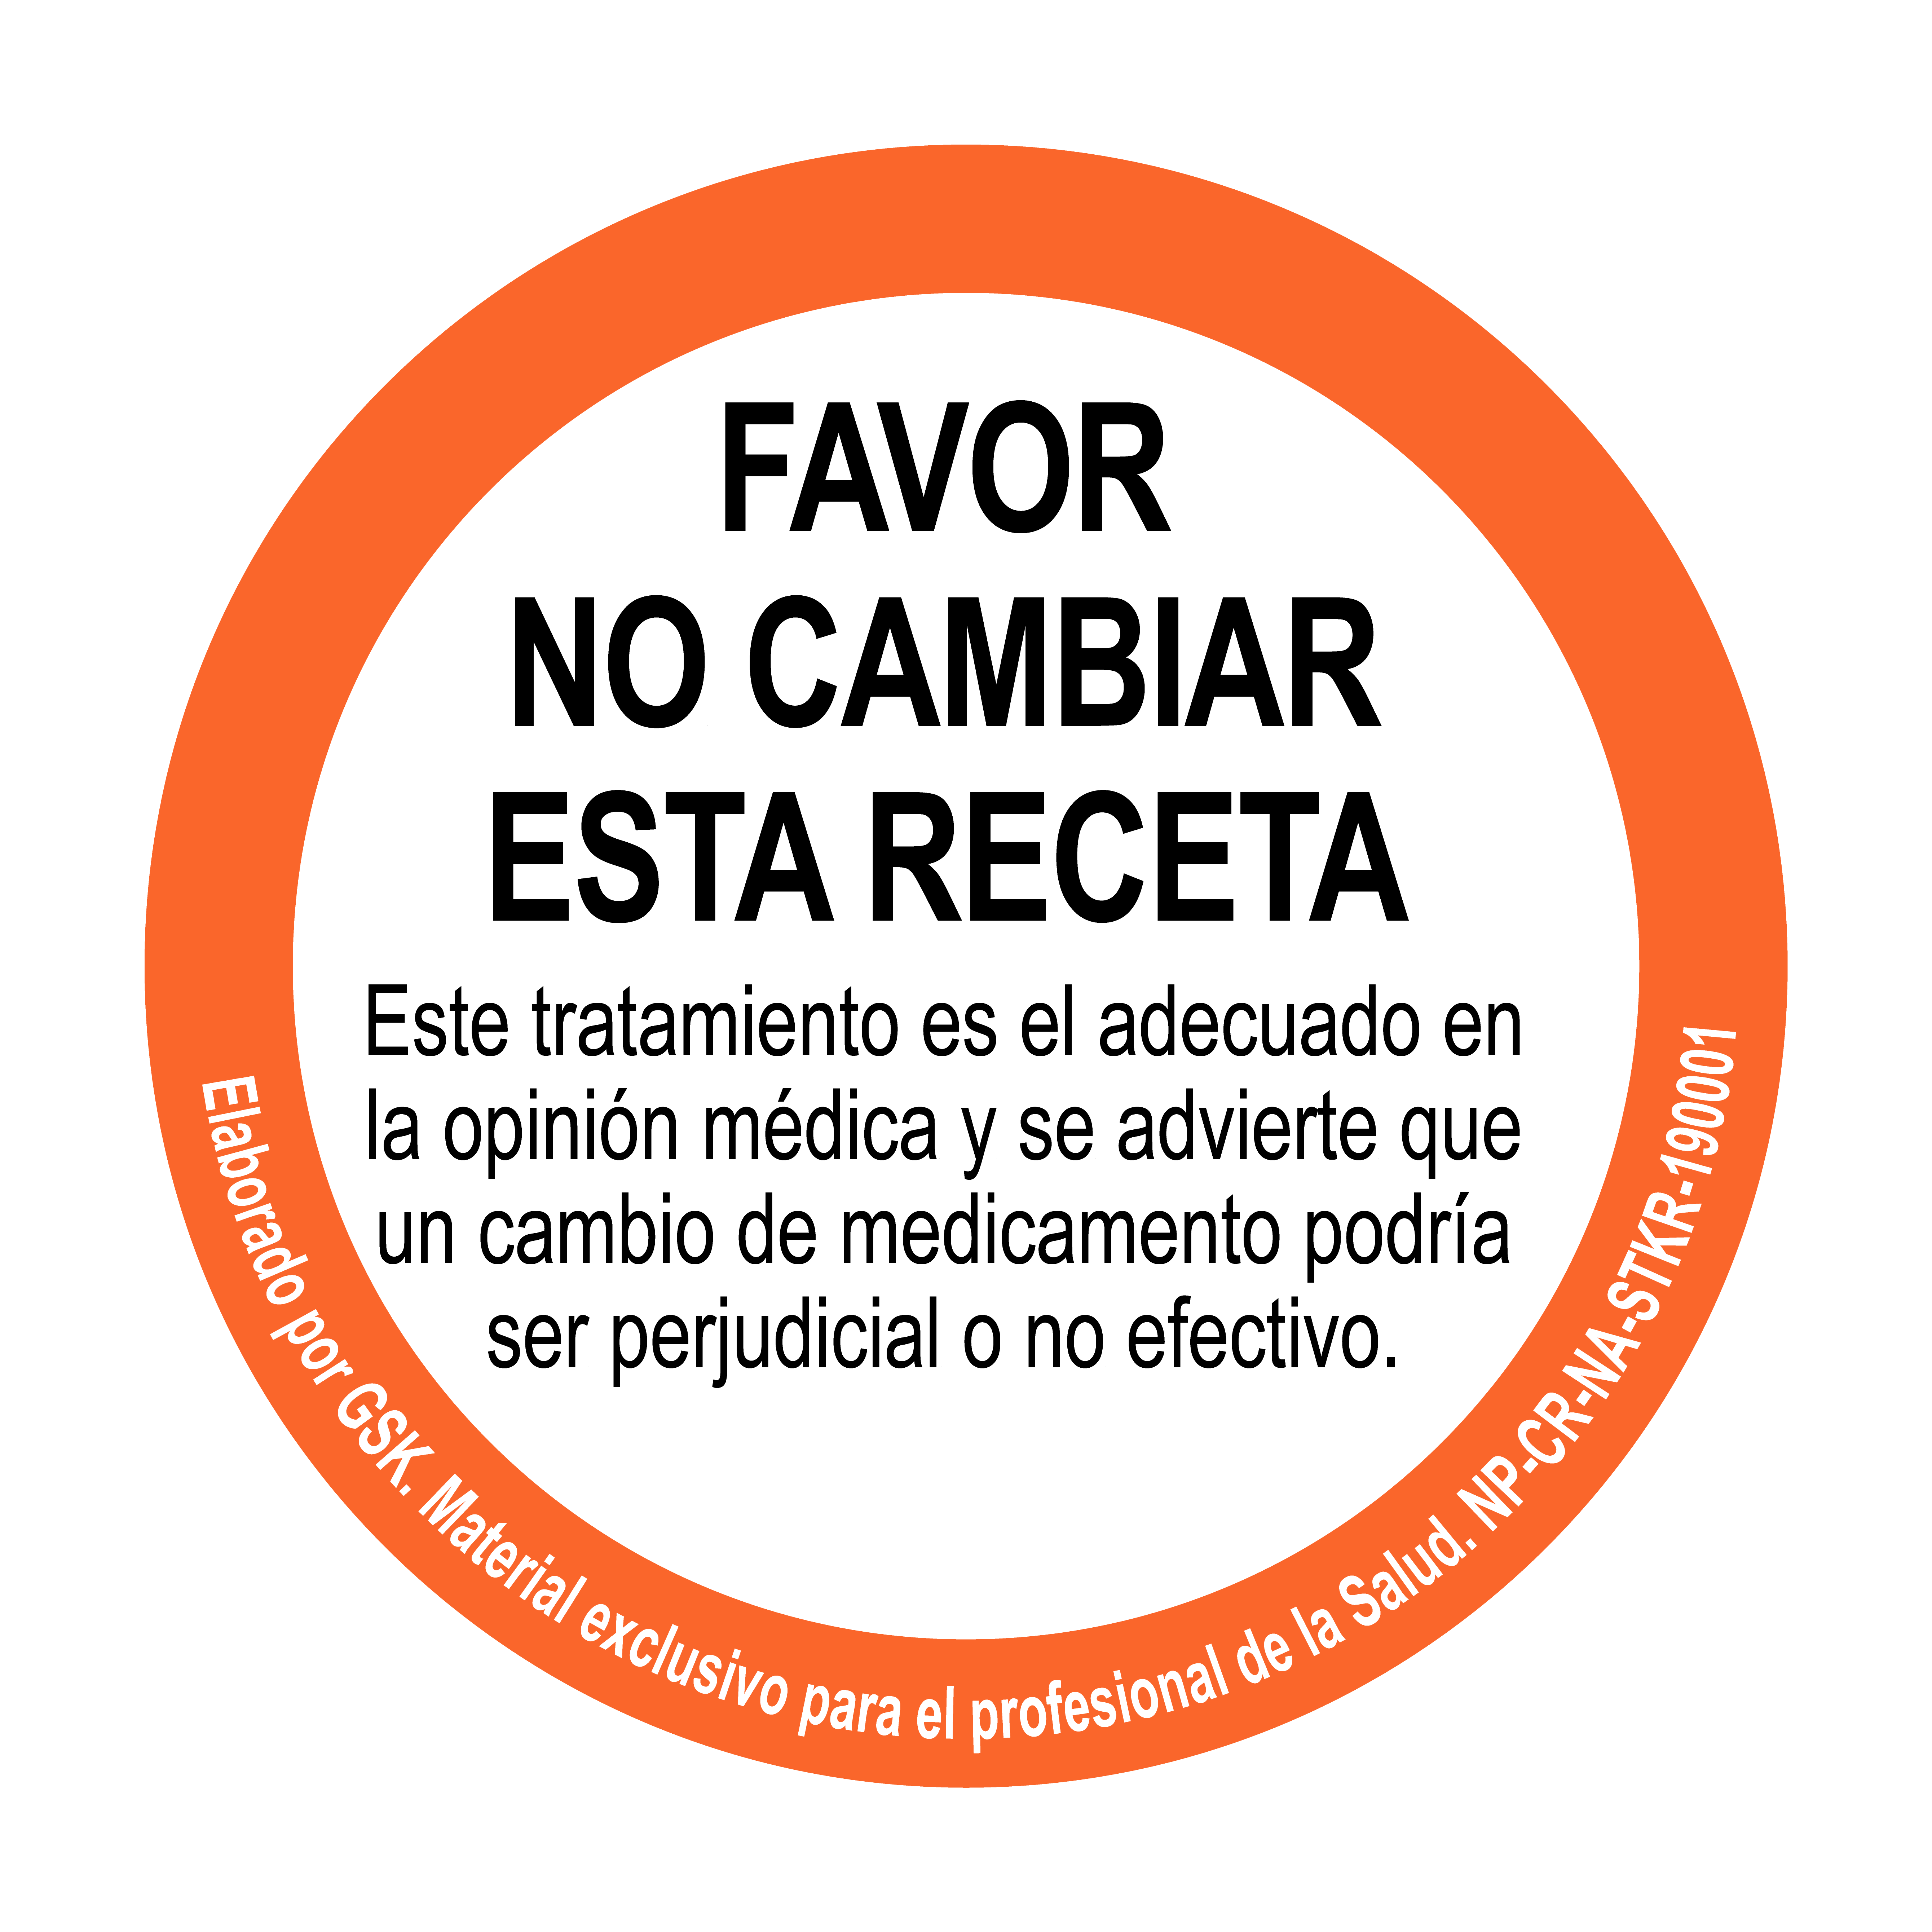 FAVOR
NO CAMBIAR
ESTA RECETA
Este tratamiento es el adecuado en
la opinión médica y se advierte que
un cambio de medicamento podría
ser perjudicial o no efectivo.
Elaborado por GSK. Material exclusivo para el profesional de la Salud. NP-CR-NA-STKR-190001